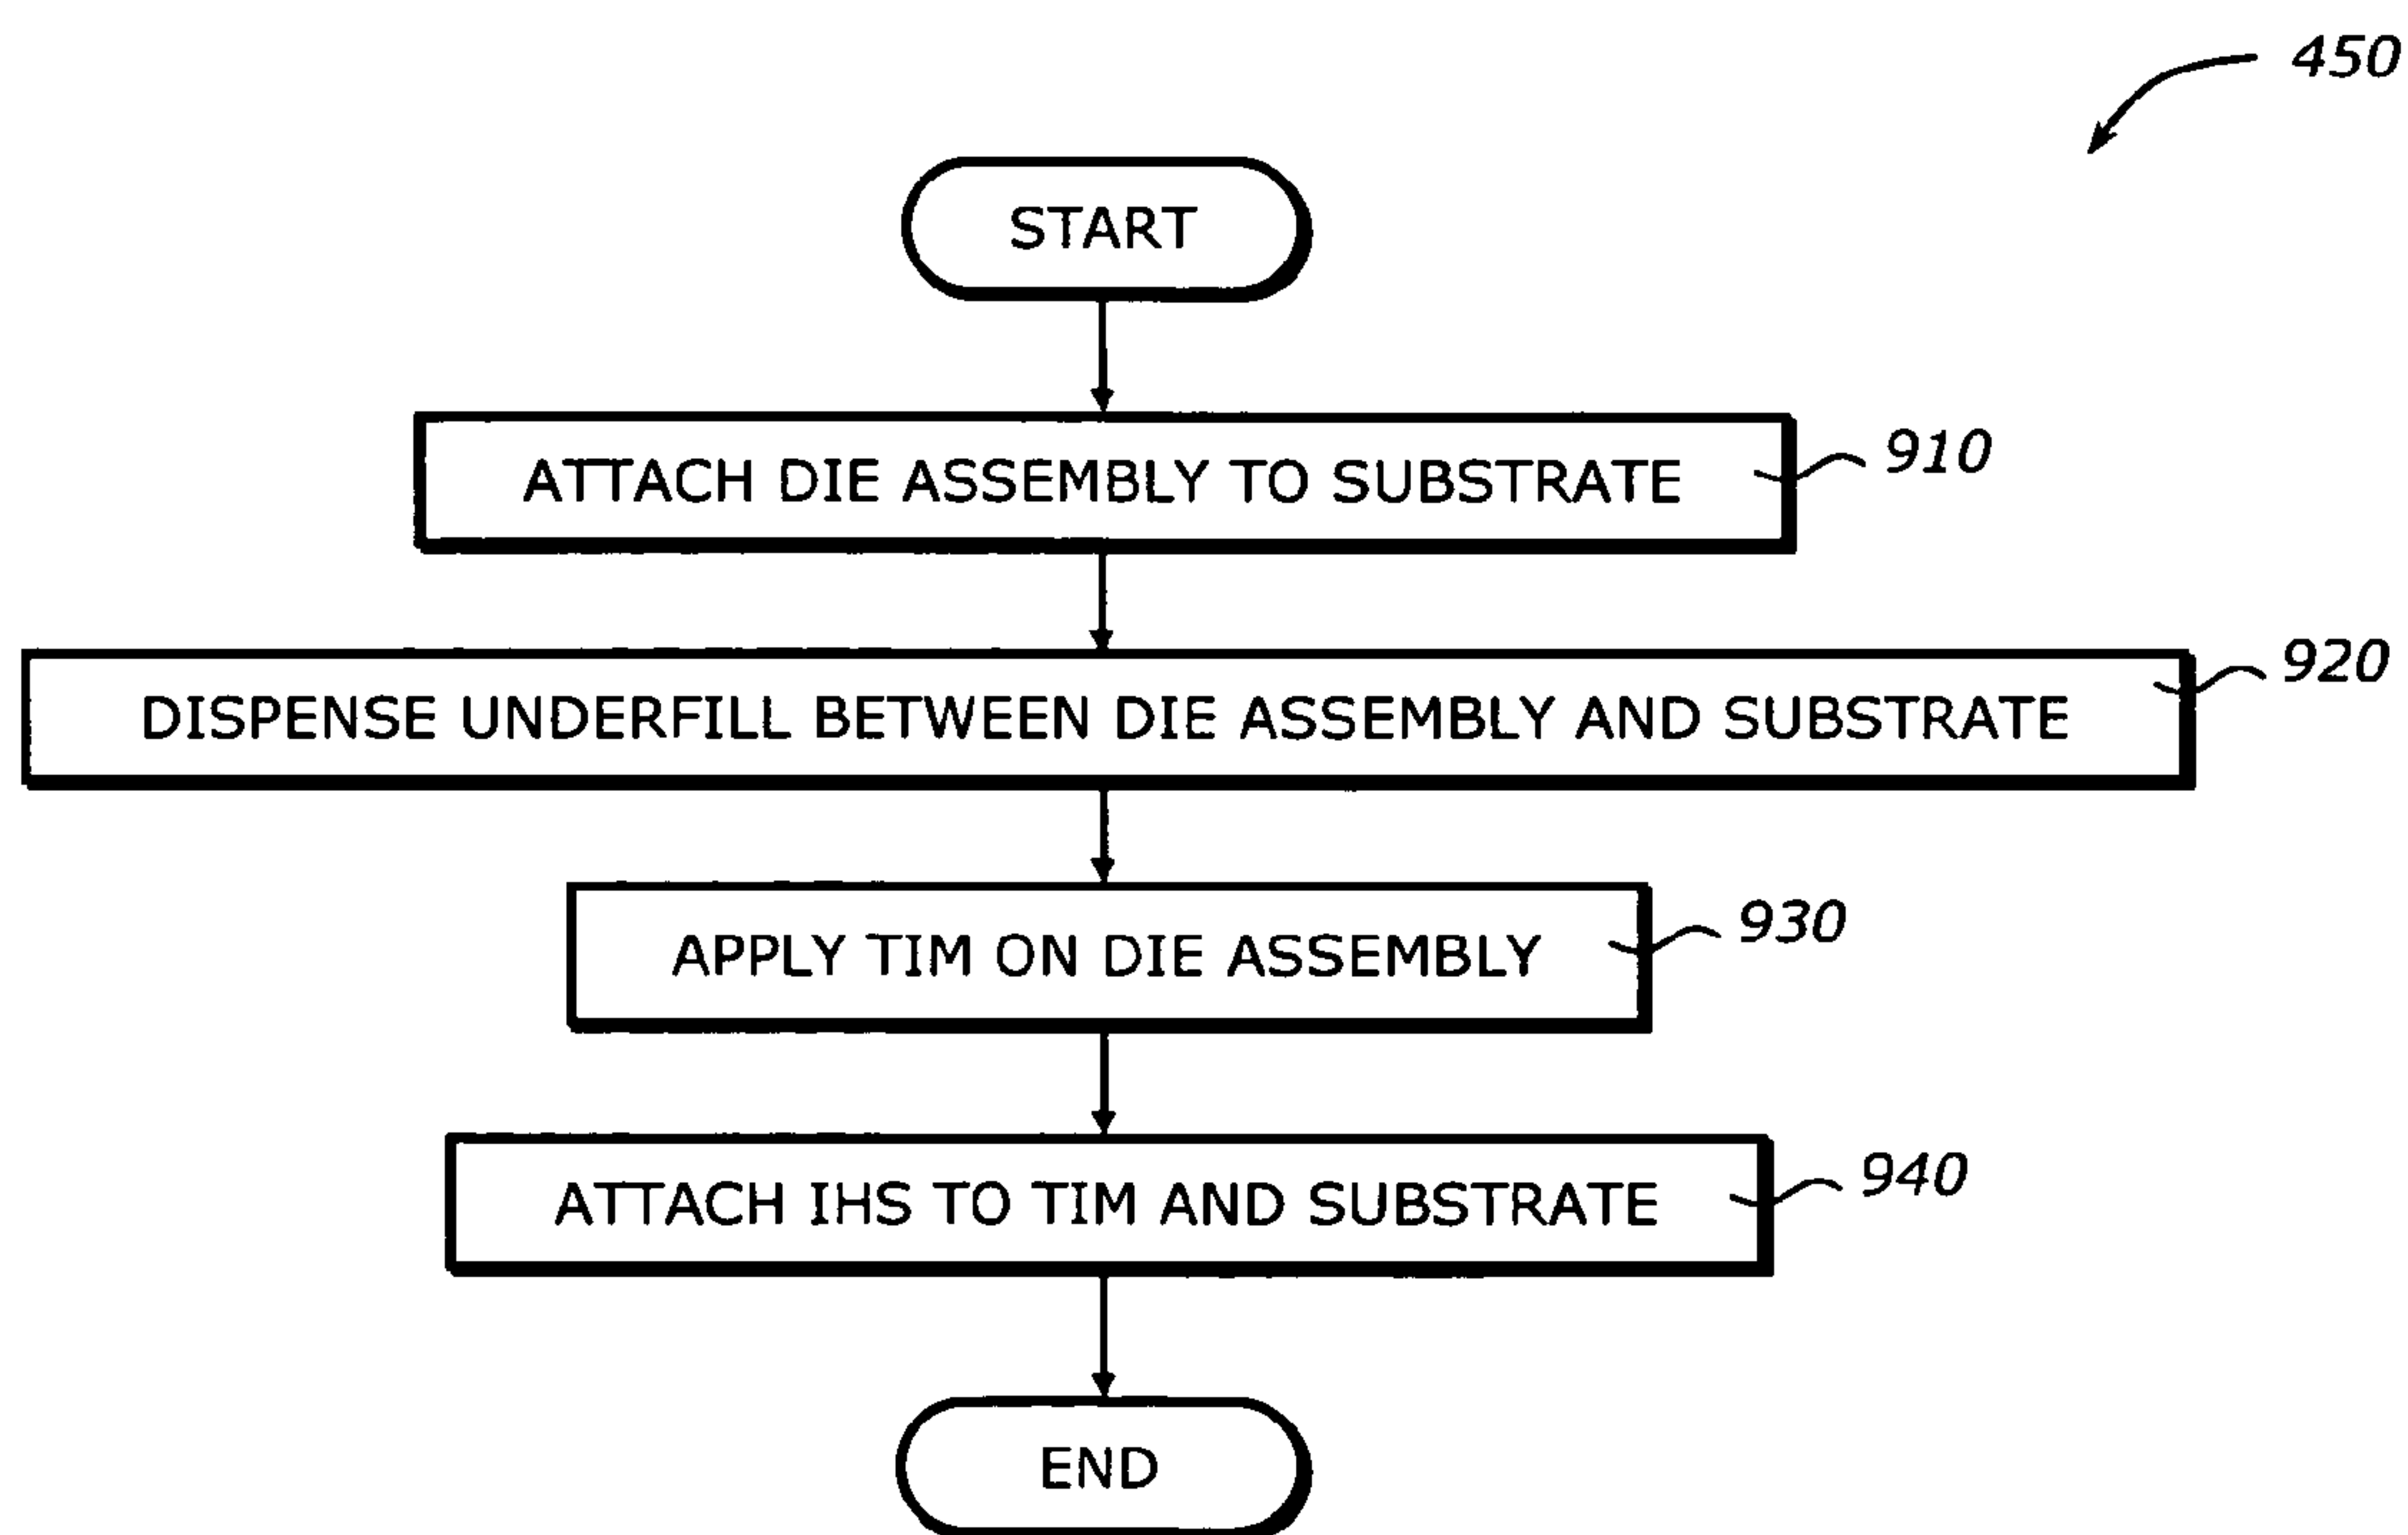 450
START
ATTACH DIE ASSEMBLY TO SUBSTRATE
910
DISPENSE UNDERFILL BETWEEN DIE ASSEMBLY AND SUBSTRATE
920
APPLY TIM ON DIE ASSEMBLY
930
ATTACH IHS TO TIM AND SUBSTRATE
940
END